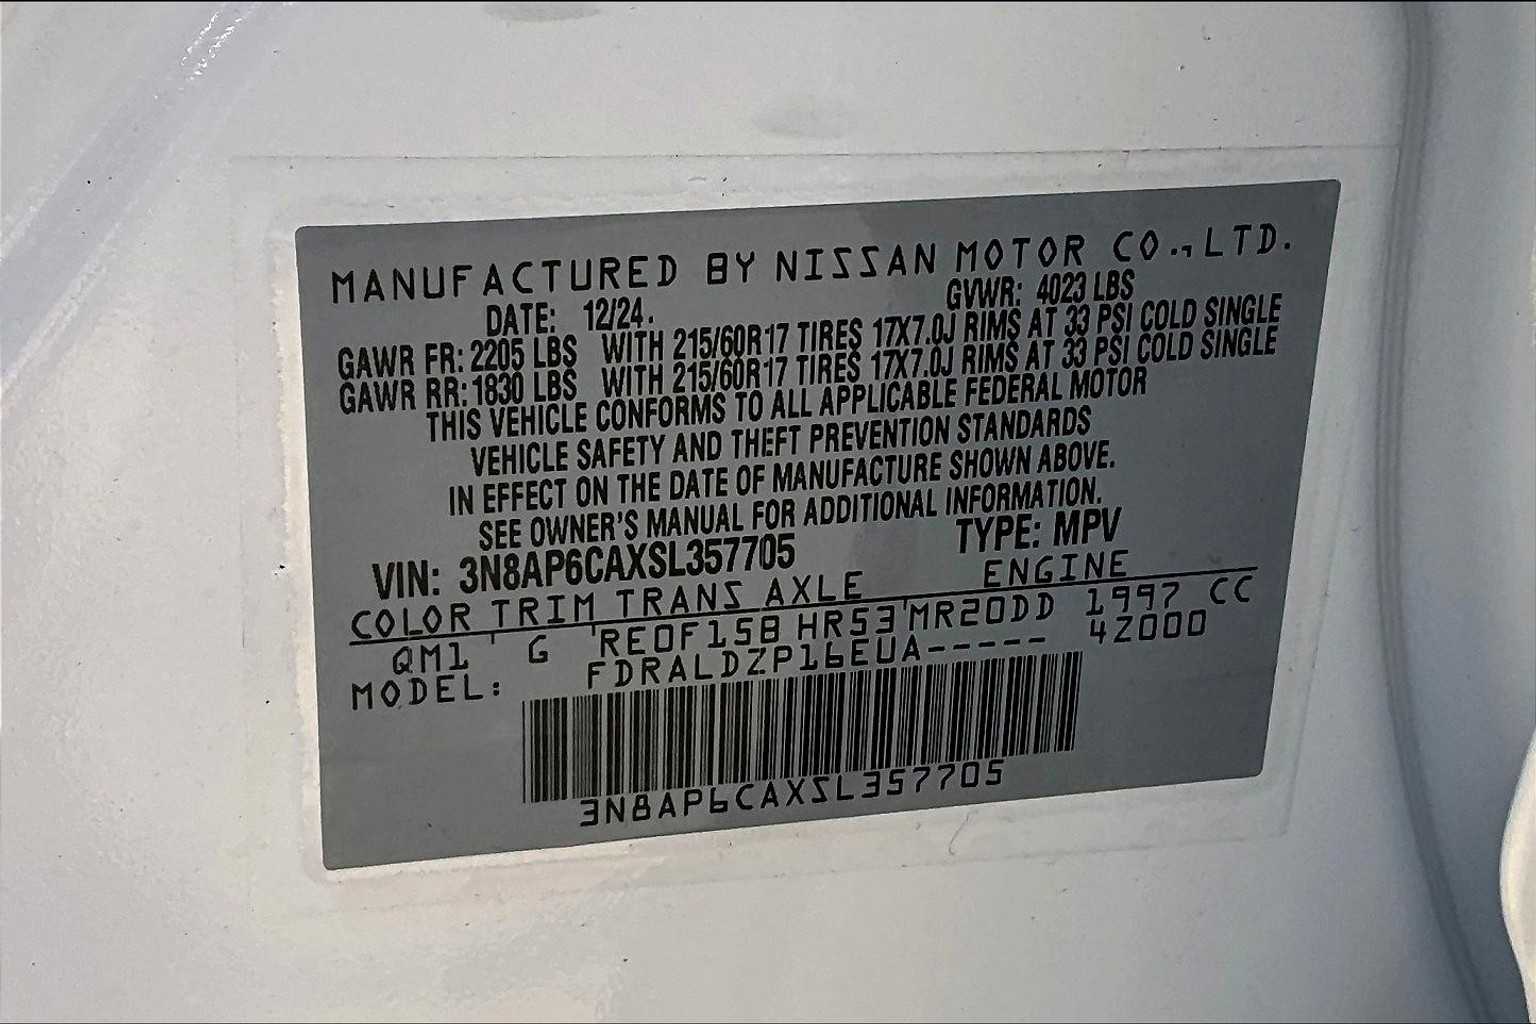 MANUFACTURED BY NISSAN MOTOR CO.,LTD.
DATE: 12/24. GVWR: 4023 LBS
GAWR FR: 2205 LBS WITH 215/60R17 TIRES 17X7.0J RIMS AT 33 PSI COLD SINGLE
GAWR RR: 1830 LBS WITH 215/60R17 TIRES 17X7.0J RIMS AT 33 PSI COLD SINGLE
THIS VEHICLE CONFORMS TO ALL APPLICABLE FEDERAL MOTOR
VEHICLE SAFETY AND THEFT PREVENTION STANDARDS
IN EFFECT ON THE DATE OF MANUFACTURE SHOWN ABOVE.
SEE OWNER'S MANUAL FOR ADDITIONAL INFORMATION.
VIN: 3N8AP6CAXSL357705 TYPE: MPV
COLOR TRIM TRANS AXLE ENGINE
QM1 G RE0F15B HR53 MR20DD 1997 CC
MODEL: FDRALDZP16EUA----- 42000
3N8AP6CAXSL357705